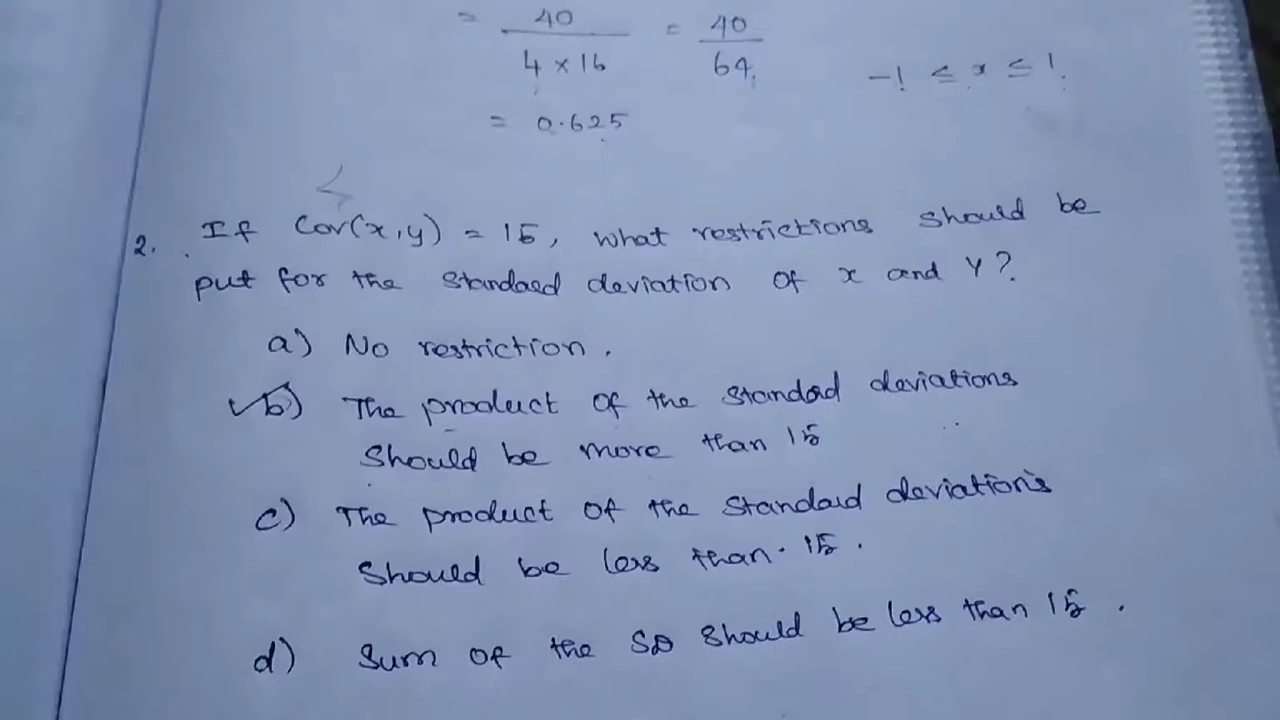 = 40 / 4 × 16 = 40 / 64
-1 ≤ r ≤ 1.
= 0.625
2. If Cov(x,y) = 15, what restrictions should be
put for the standard deviation of x and Y?
a) No restriction.
b) The product of the standard deviations
should be more than 15
c) The product of the standard deviations
should be less than 15.
d) Sum of the SD should be less than 15.